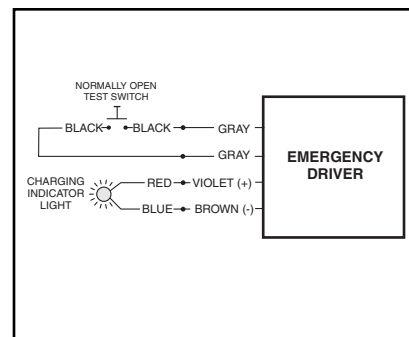 NORMALLY OPEN
TEST SWITCH
BLACK BLACK GRAY
GRAY
EMERGENCY
DRIVER
CHARGING
INDICATOR
LIGHT
RED VIOLET (+)
BLUE BROWN (-)